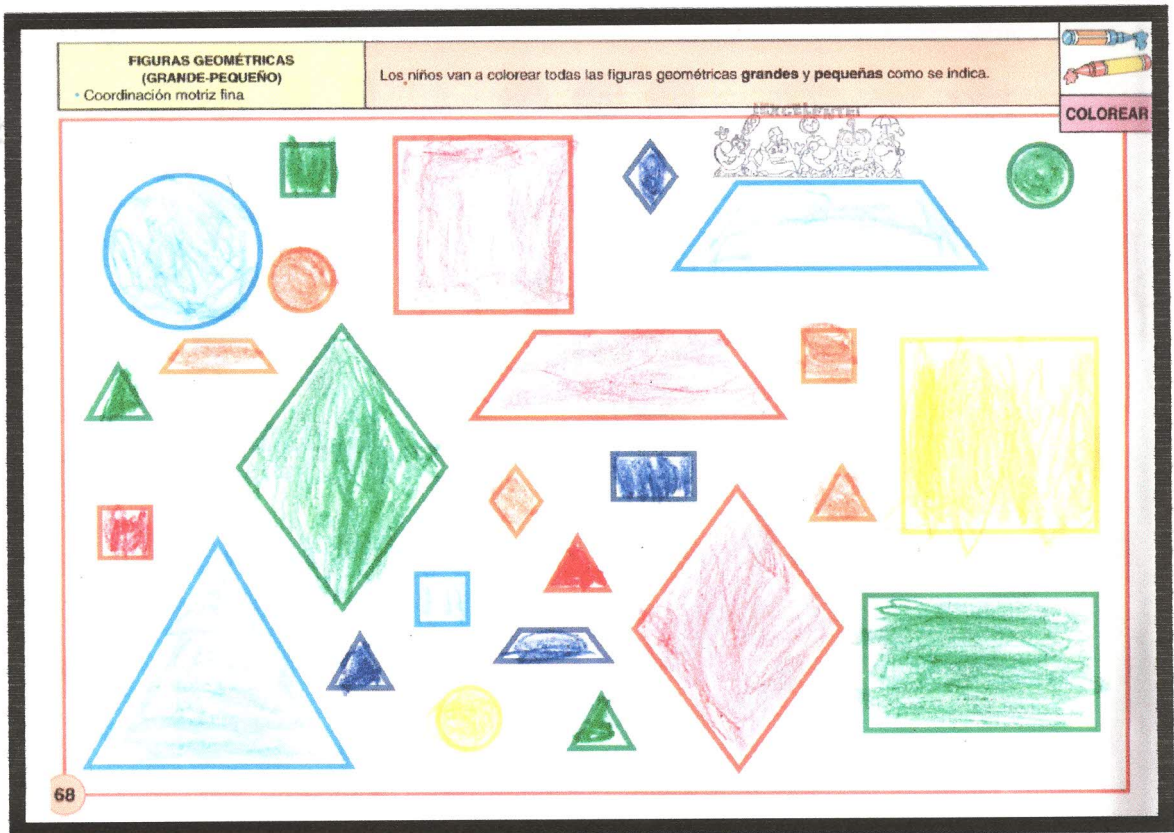 FIGURAS GEOMÉTRICAS
(GRANDE-PEQUEÑO)
• Coordinación motriz fina
Los niños van a colorear todas las figuras geométricas grandes y pequeñas como se indica.
COLOREAR
¡EXCELENTE!
68